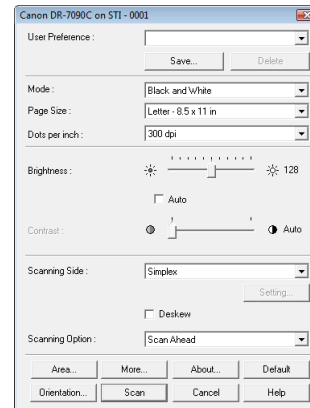 Canon DR-7090C on STI - 0001
User Preference :
Save... Delete
Mode : Black and White
Page Size : Letter - 8.5 x 11 in
Dots per inch : 300 dpi
Brightness : 128
Auto
Contrast : Auto
Scanning Side : Simplex
Setting...
Deskew
Scanning Option : Scan Ahead
Area... More... About... Default
Orientation... Scan Cancel Help